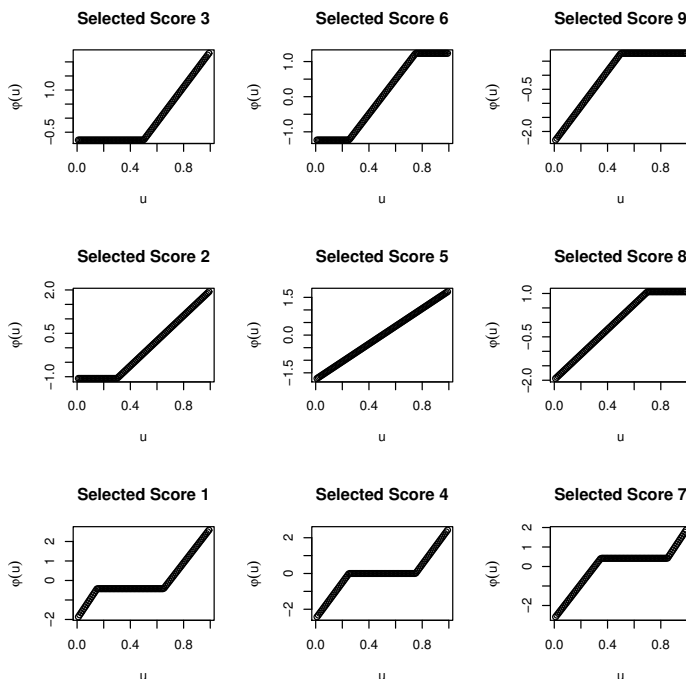 Selected Score 3
φ(u)
1.0
−0.5
0.0 0.4 0.8
u
Selected Score 6
φ(u)
1.0
0.0
−1.0
0.0 0.4 0.8
u
Selected Score 9
φ(u)
−0.5
−2.0
0.0 0.4 0.8
u
Selected Score 2
φ(u)
2.0
0.5
−1.0
0.0 0.4 0.8
u
Selected Score 5
φ(u)
1.5
0.0
−1.5
0.0 0.4 0.8
u
Selected Score 8
φ(u)
1.0
−2.0
0.0 0.4 0.8
u
Selected Score 1
φ(u)
2
1
0
−2
0.0 0.4 0.8
u
Selected Score 4
φ(u)
2
0
−2
0.0 0.4 0.8
u
Selected Score 7
φ(u)
2
1
0
−2
0.0 0.4 0.8
u